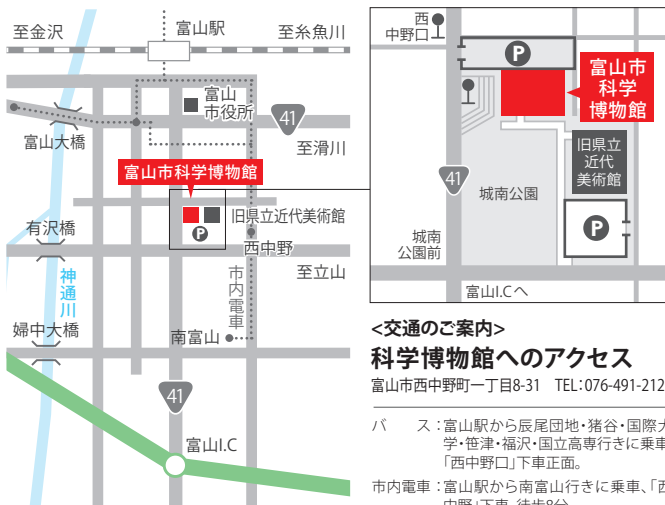 至金沢
富山駅
至糸魚川
富山
市役所
41
富山大橋
至滑川
富山市科学博物館
旧県立近代美術館
P
有沢橋
西中野
至立山
神通川
市内電車
婦中大橋
南富山
41
富山I.C
西
中野口
P
富山市
科学
博物館
旧県立
近代
美術館
41
城南公園
P
城南
公園前
富山I.Cへ
<交通のご案内>
科学博物館へのアクセス
富山市西中野町一丁目8-31 TEL:076-491-212
バス:富山駅から辰尾団地・猪谷・国際大
学・笹津・福沢・国立高専行きに乗車
「西中野口」下車正面。
市内電車:富山駅から南富山行きに乗車、「西
中野」下車、徒歩8分